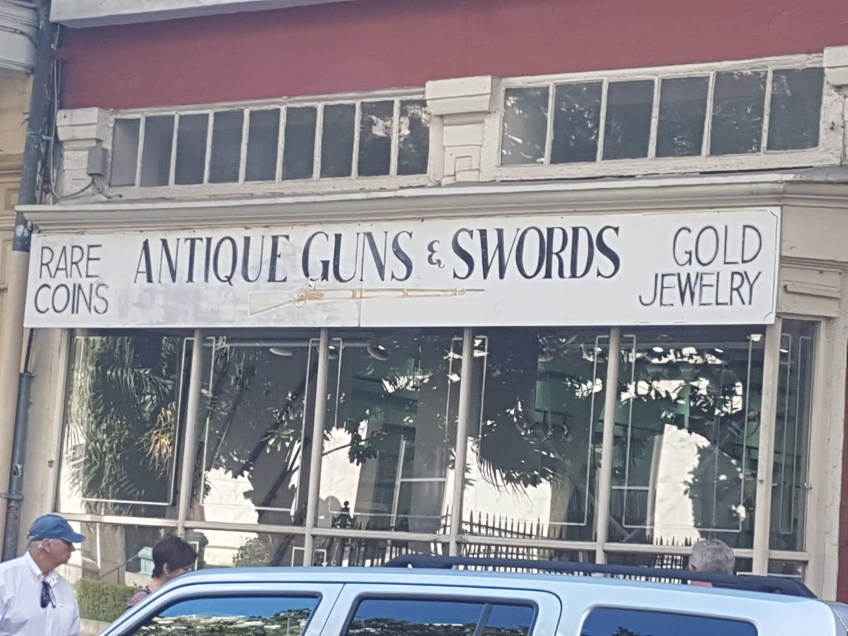 RARE
COINS
ANTIQUE GUNS & SWORDS
GOLD
JEWELRY